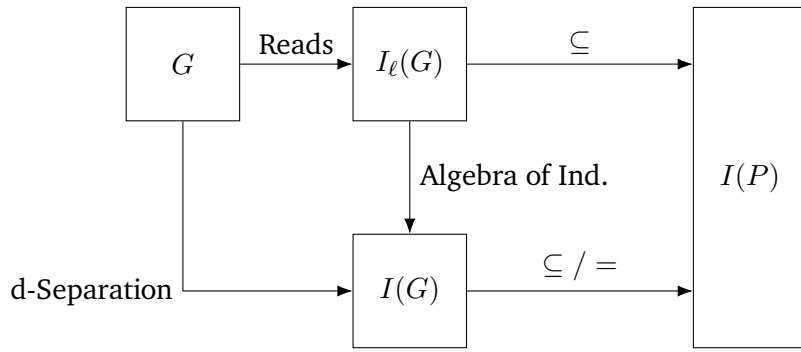 Reads
⊆
G
I_ℓ(G)
Algebra of Ind.
I(P)
⊆ / =
d-Separation
I(G)